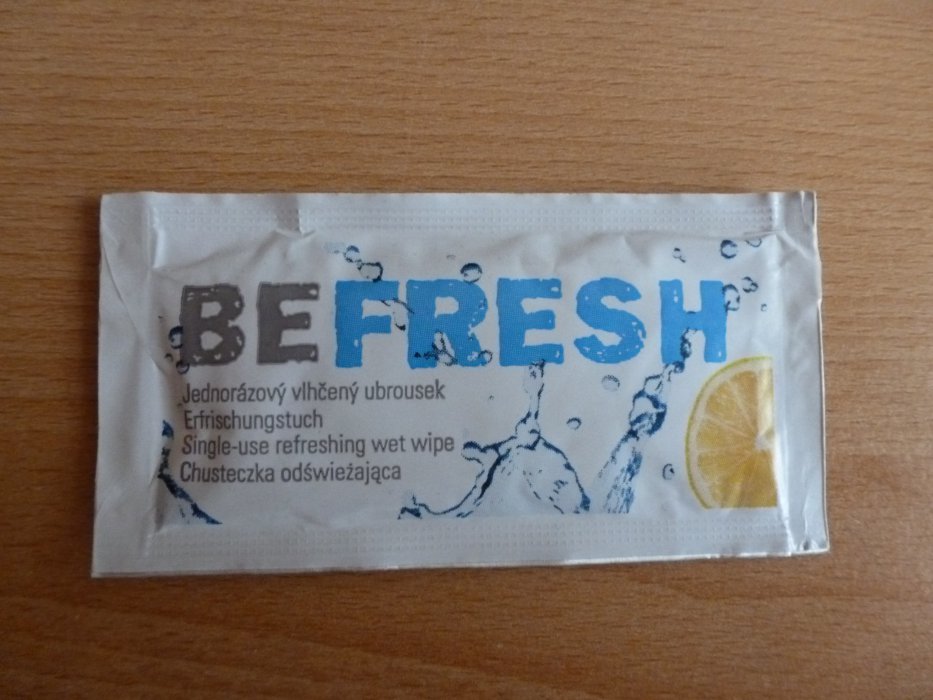 BEFRESH
Jednorázový vlhčený ubrousek
Erfrischungstuch
Single-use refreshing wet wipe
Chusteczka odświeżająca